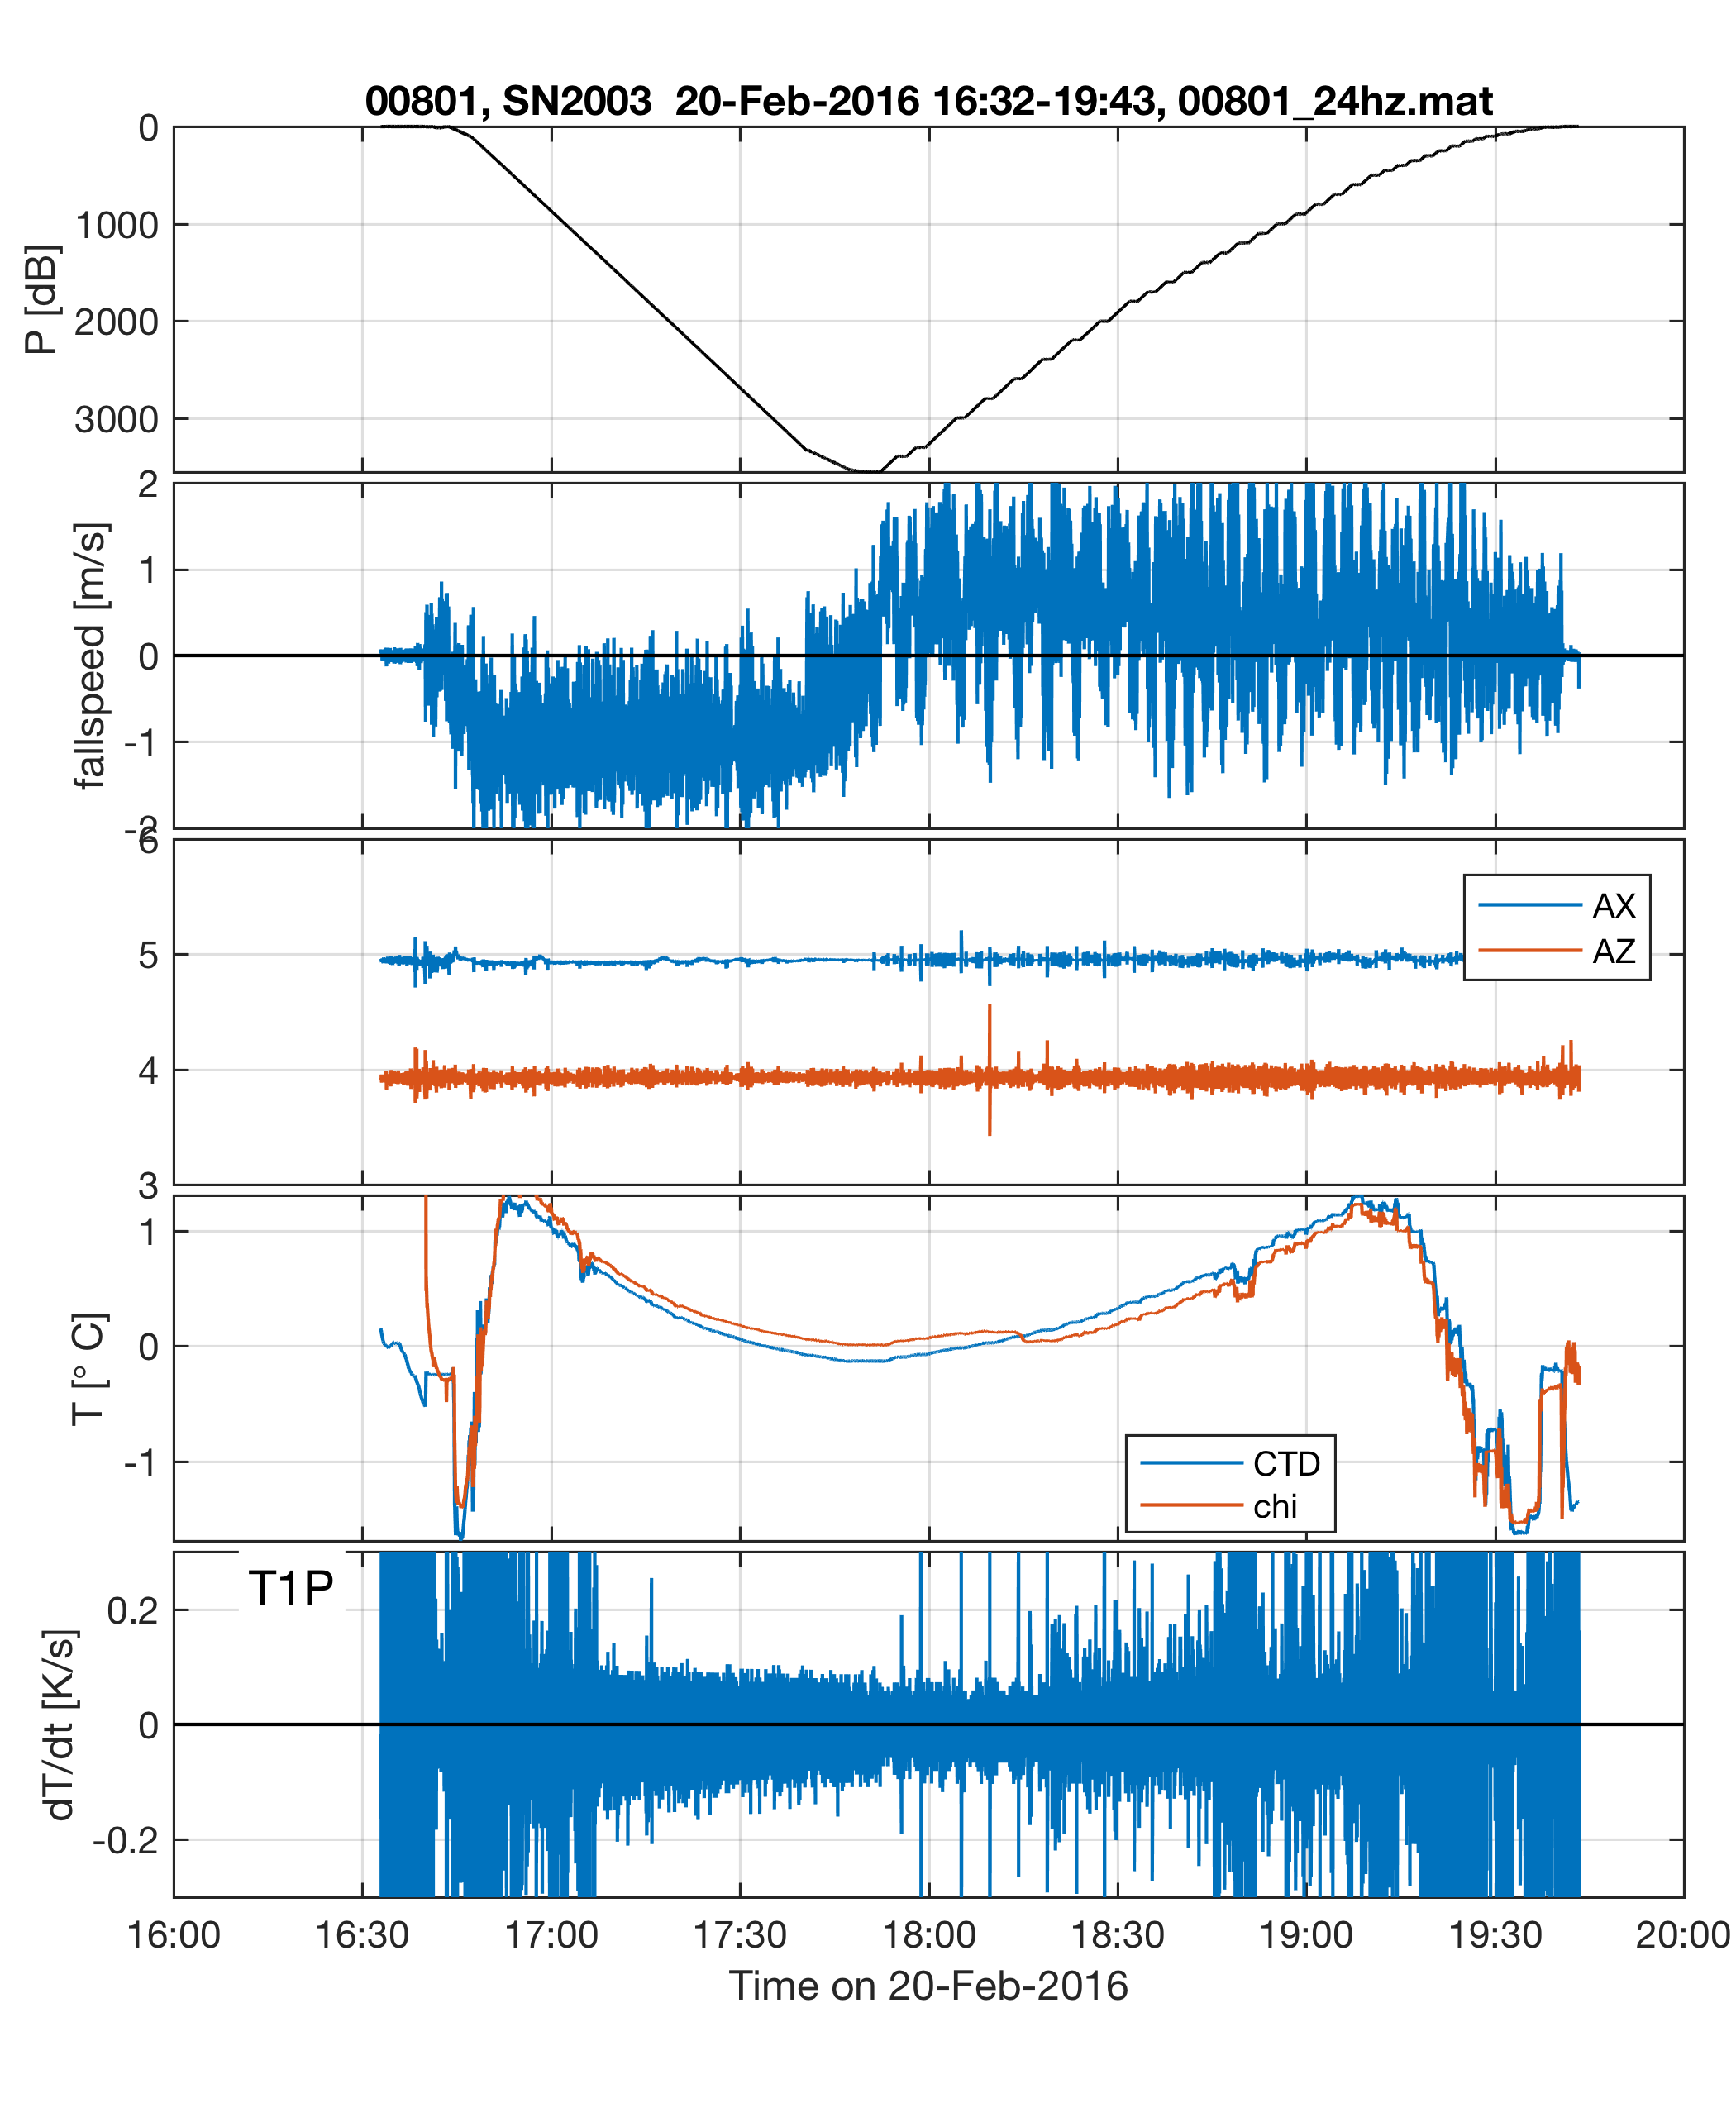 00801, SN2003  20-Feb-2016 16:32-19:43, 00801_24hz.mat
0
1000
2000
3000
P [dB]
2
1
0
-1
-2
fallspeed [m/s]
6
5
4
3
AX
AZ
1
0
-1
T [° C]
CTD
chi
T1P
0.2
0
-0.2
dT/dt [K/s]
16:00 16:30 17:00 17:30 18:00 18:30 19:00 19:30 20:00
Time on 20-Feb-2016